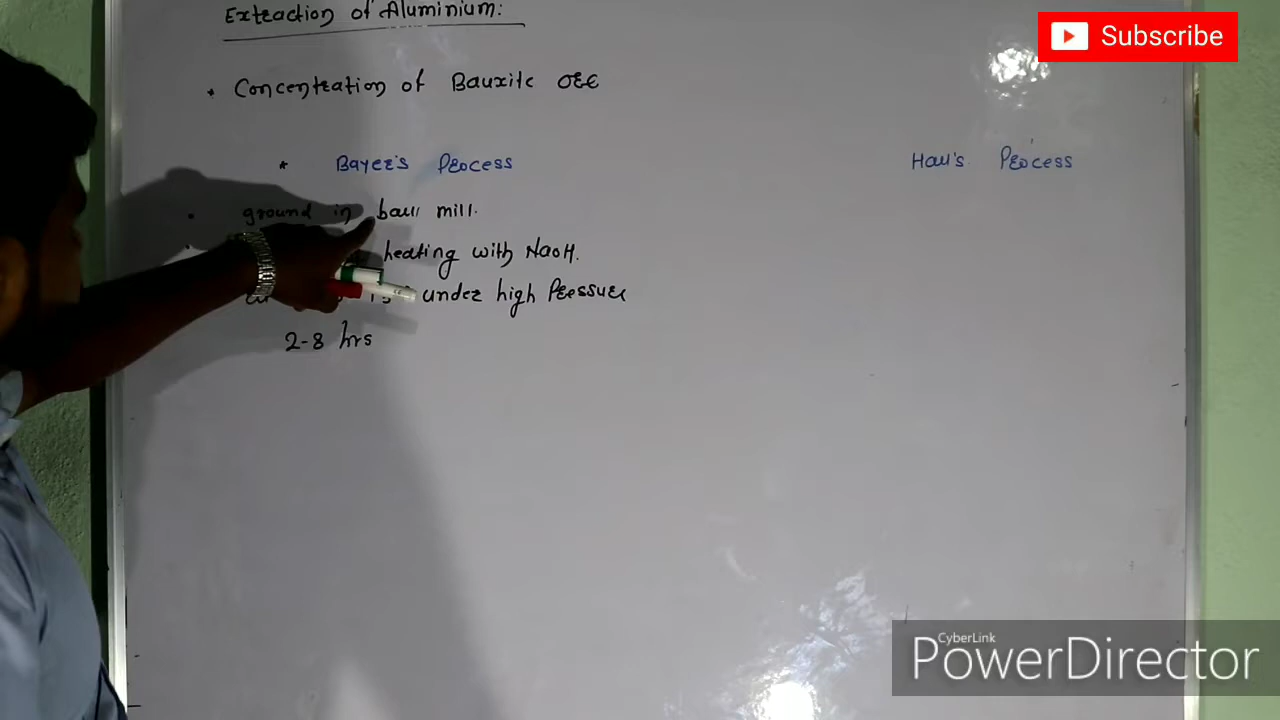 Extraction of Aluminium:
Subscribe
* Concentration of Bauxite ore
* Bayer's Process
Hall's Process
ground in ball mill.
heating with NaOH.
under high Pressure
2-8 hrs
CyberLink
PowerDirector